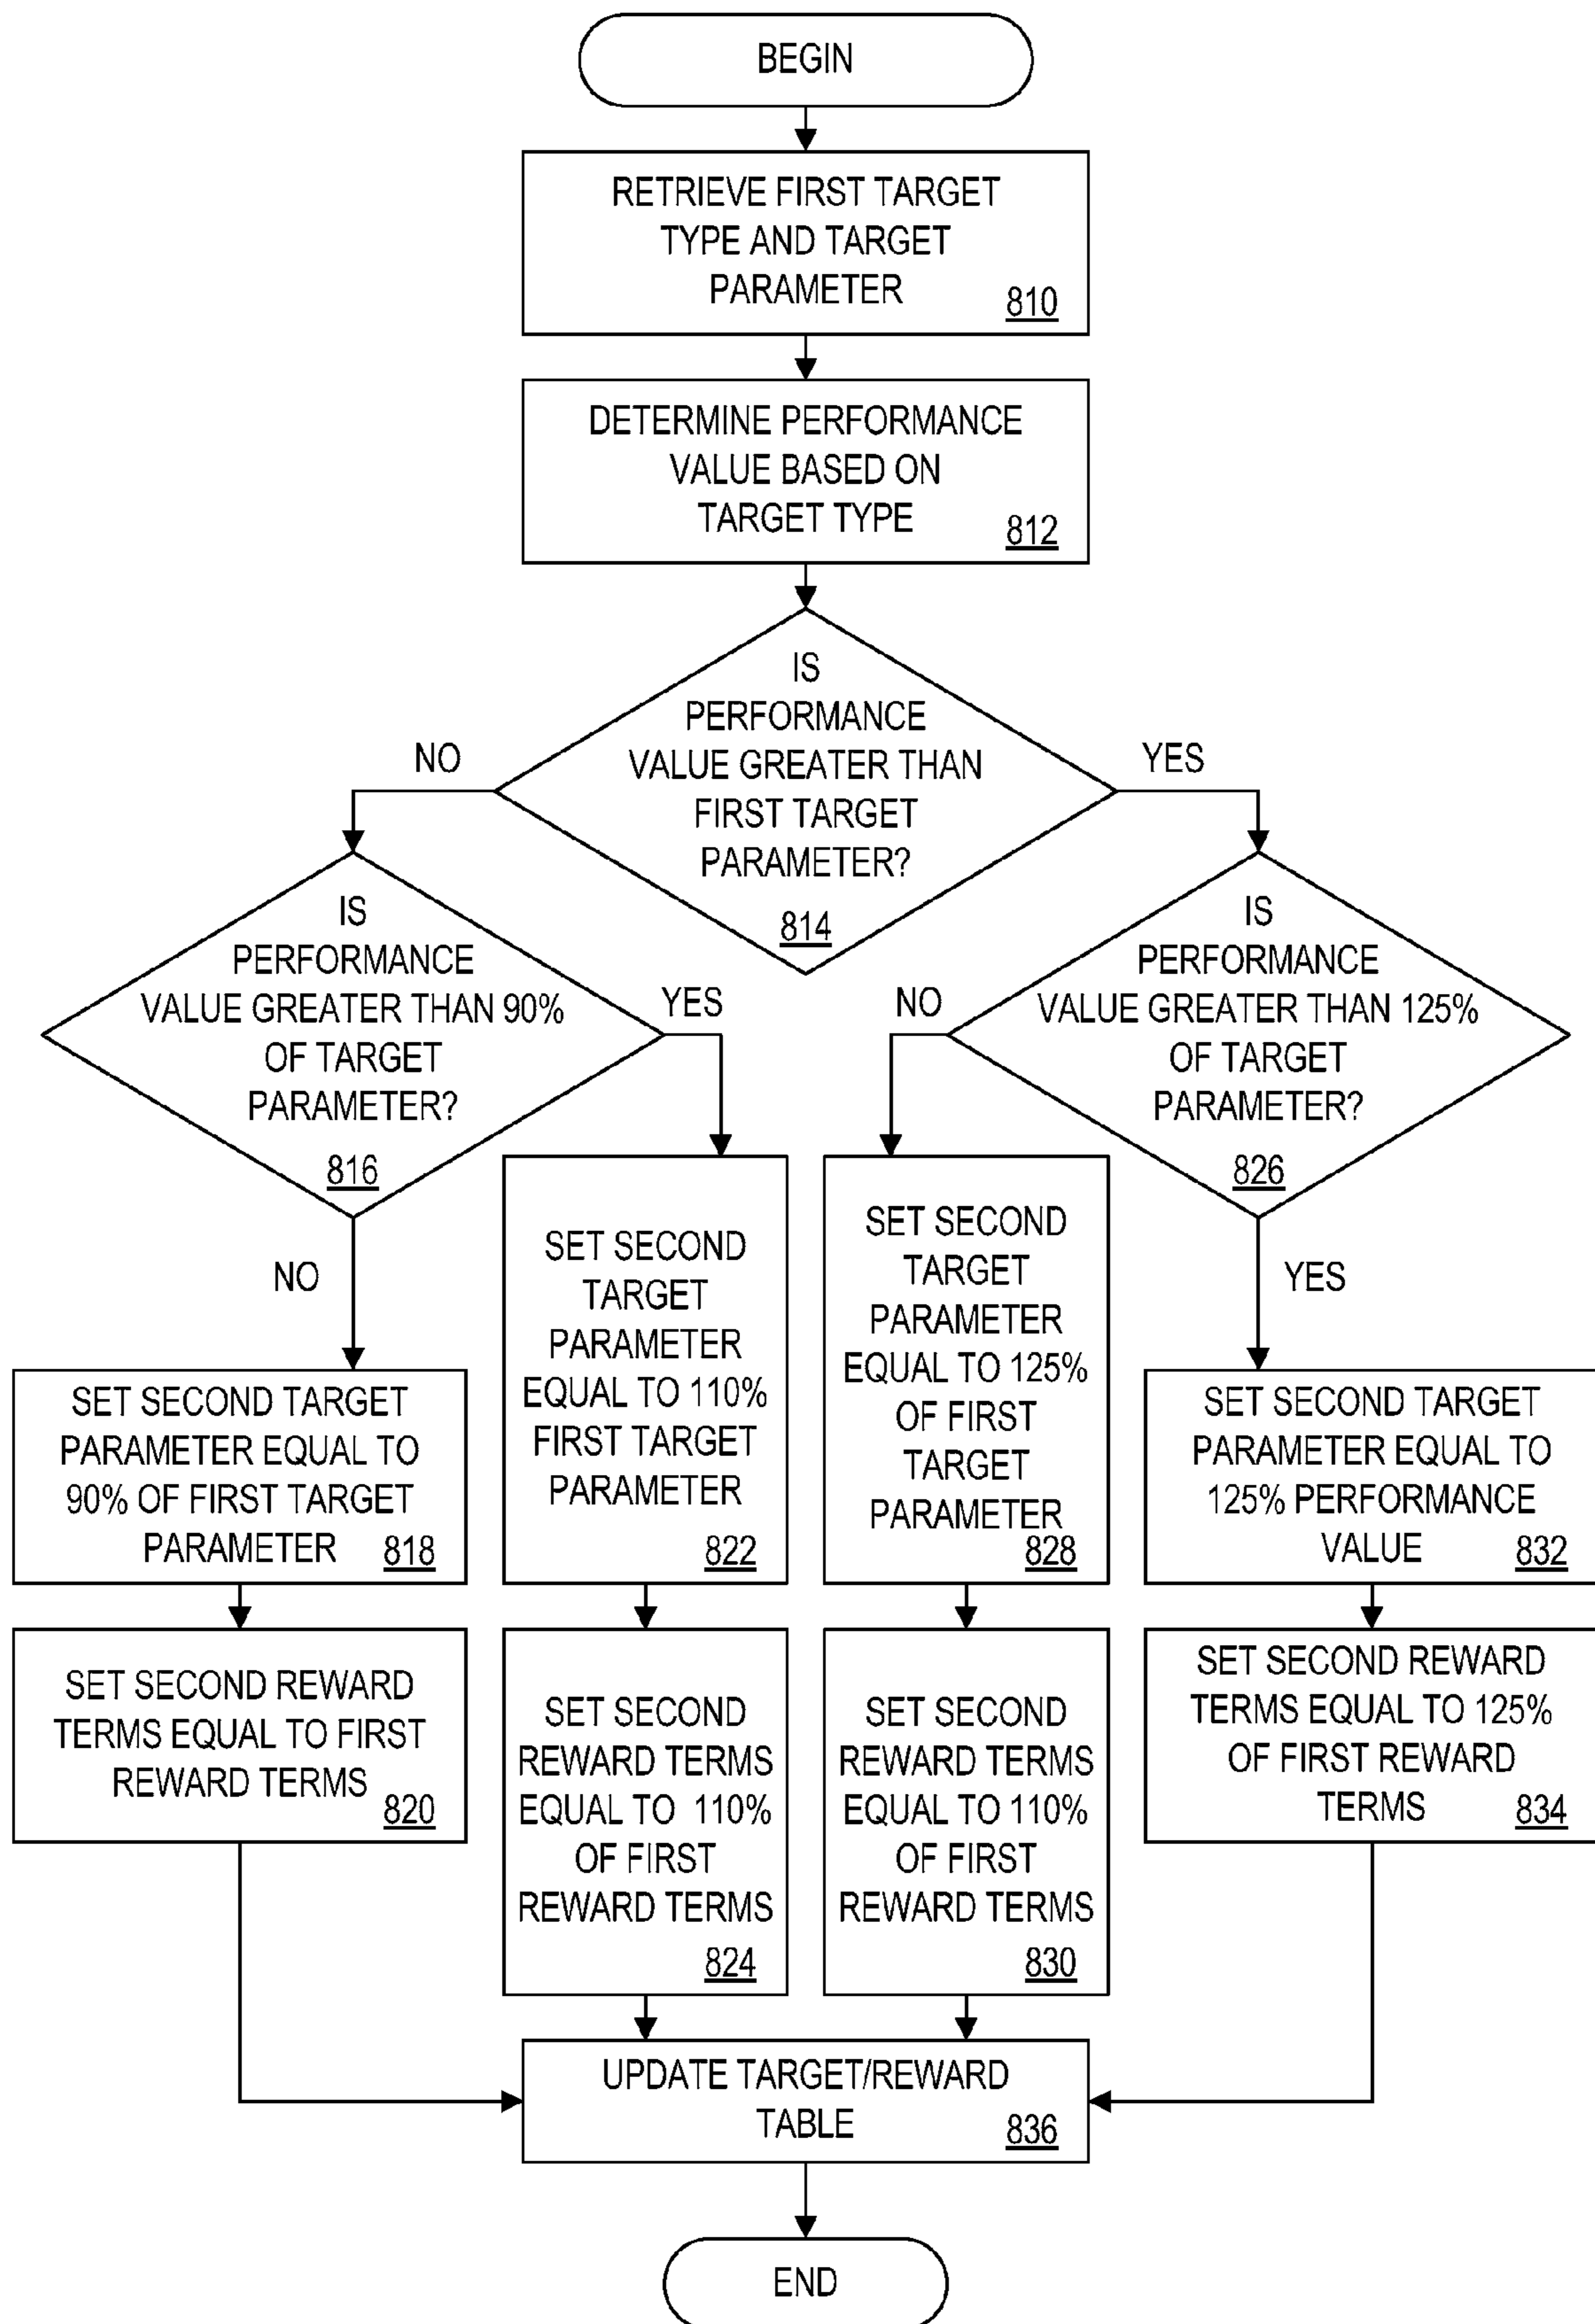 BEGIN
RETRIEVE FIRST TARGET
TYPE AND TARGET
PARAMETER
810
DETERMINE PERFORMANCE
VALUE BASED ON
TARGET TYPE
812
IS
PERFORMANCE
VALUE GREATER THAN
FIRST TARGET
PARAMETER?
814
NO
YES
IS
PERFORMANCE
VALUE GREATER THAN 90%
OF TARGET
PARAMETER?
816
YES
NO
IS
PERFORMANCE
VALUE GREATER THAN 125%
OF TARGET
PARAMETER?
826
NO
YES
SET SECOND TARGET
PARAMETER EQUAL TO
90% OF FIRST TARGET
PARAMETER 818
SET SECOND
TARGET
PARAMETER
EQUAL TO 110%
FIRST TARGET
PARAMETER
822
SET SECOND
TARGET
PARAMETER
EQUAL TO 125%
OF FIRST
TARGET
PARAMETER
828
SET SECOND TARGET
PARAMETER EQUAL TO
125% PERFORMANCE
VALUE 832
SET SECOND REWARD
TERMS EQUAL TO FIRST
REWARD TERMS
820
SET SECOND
REWARD TERMS
EQUAL TO 110%
OF FIRST
REWARD TERMS
824
SET SECOND
REWARD TERMS
EQUAL TO 110%
OF FIRST
REWARD TERMS
830
SET SECOND REWARD
TERMS EQUAL TO 125%
OF FIRST REWARD
TERMS 834
UPDATE TARGET/REWARD
TABLE
836
END